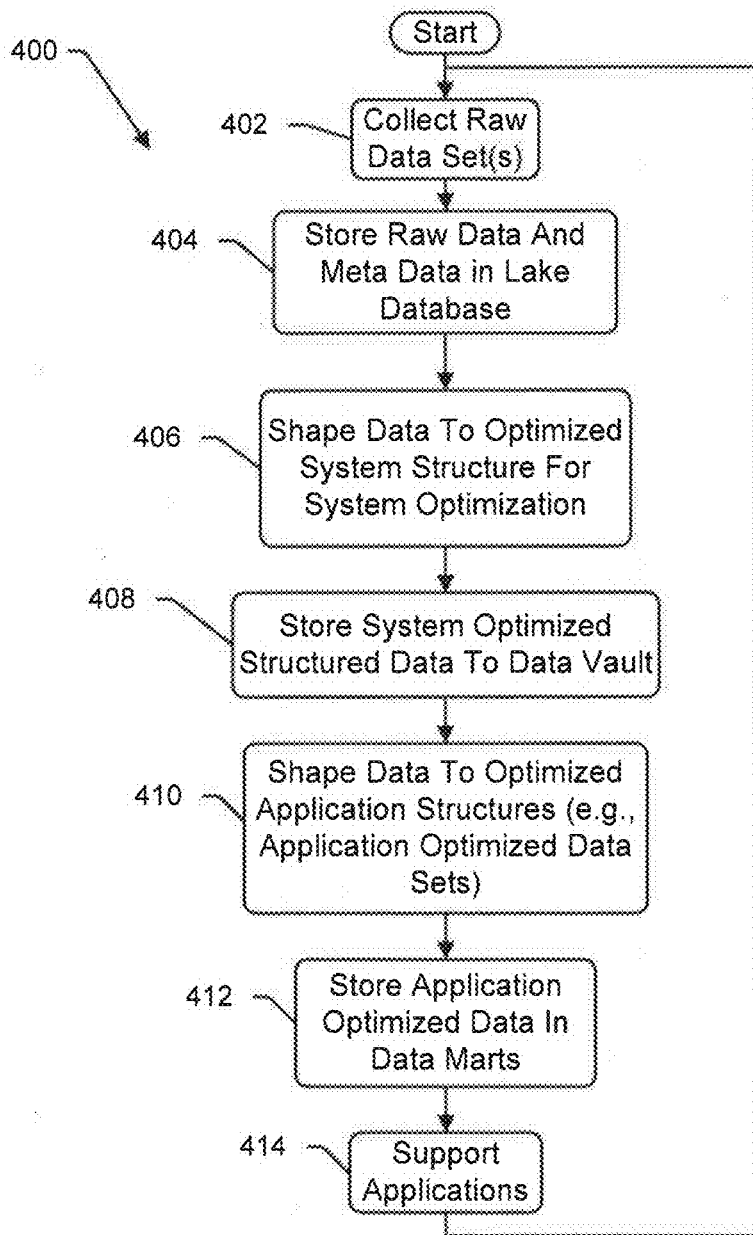 Start
400
402
Collect Raw
Data Set(s)
404
Store Raw Data And
Meta Data in Lake
Database
406
Shape Data To Optimized
System Structure For
System Optimization
408
Store System Optimized
Structured Data To Data Vault
410
Shape Data To Optimized
Application Structures (e.g.,
Application Optimized Data
Sets)
412
Store Application
Optimized Data In
Data Marts
414
Support
Applications